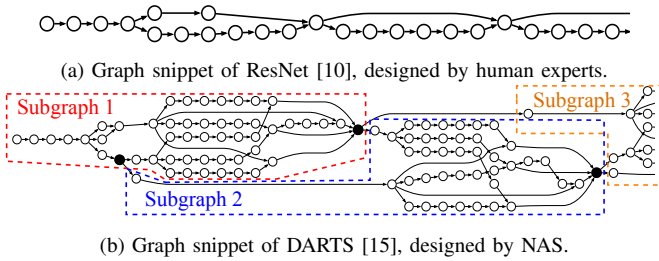 (a) Graph snippet of ResNet [10], designed by human experts.
Subgraph 1
Subgraph 3
Subgraph 2
(b) Graph snippet of DARTS [15], designed by NAS.